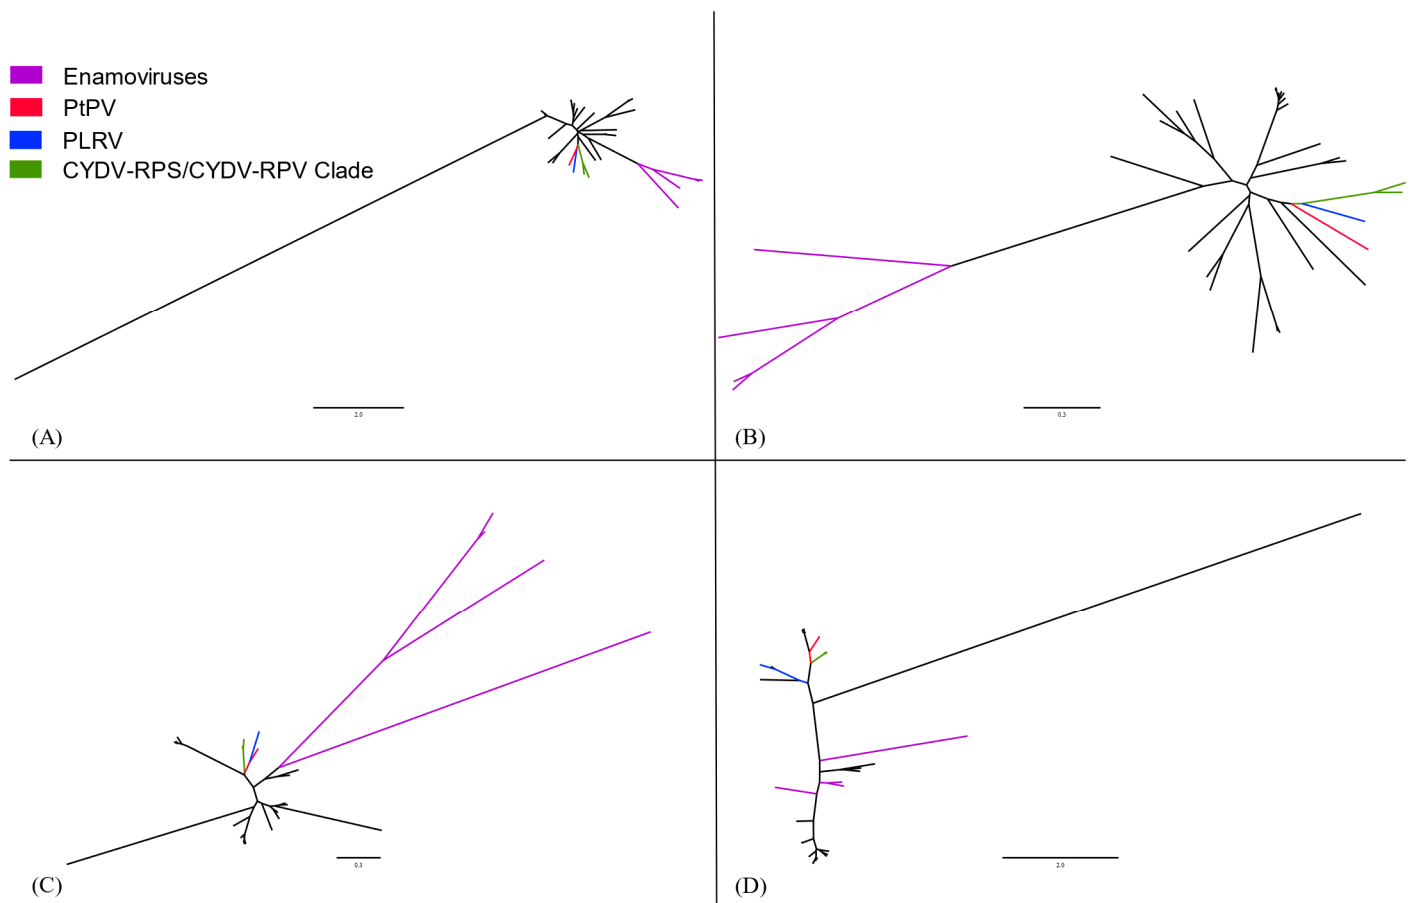 Enamoviruses
PtPV
PLRV
CYDV-RPS/CYDV-RPV Clade
2.0
(A)
0.3
(B)
0.3
(C)
2.0
(D)